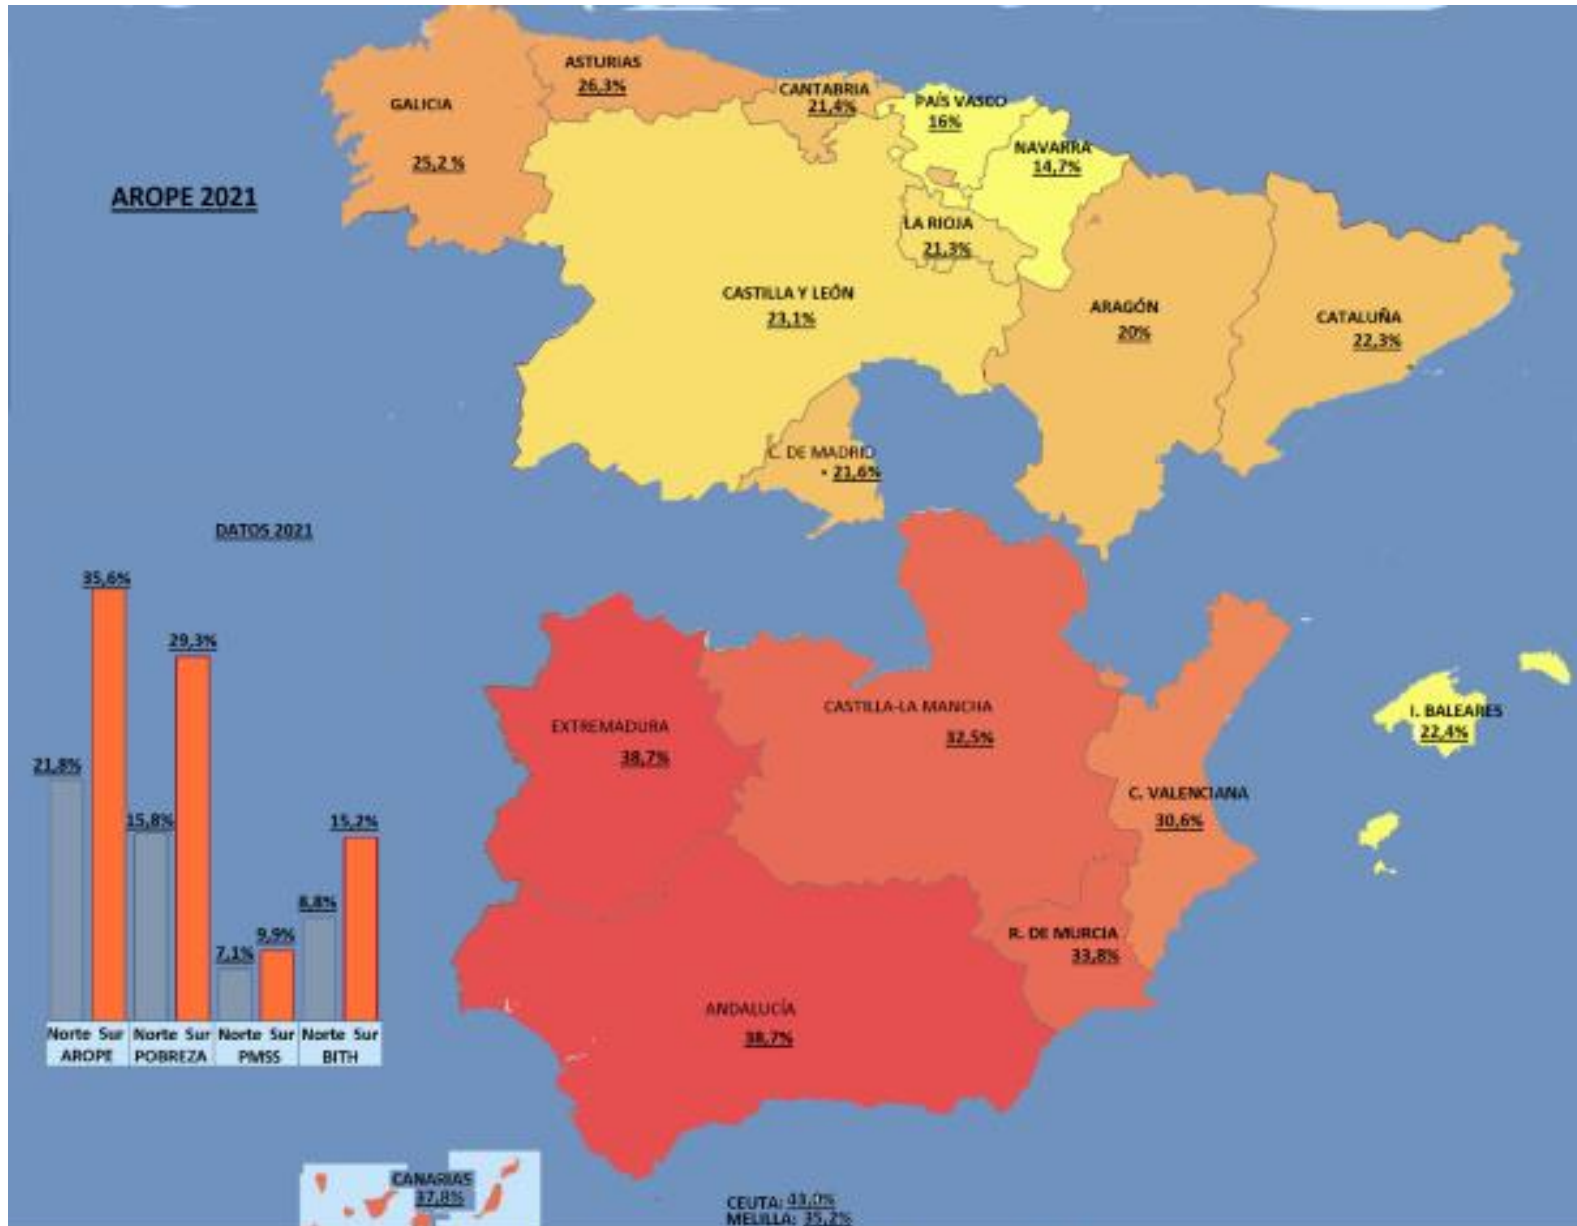 ASTURIAS
26,3%
GALICIA
25,2 %
CANTABRIA
21,4%
PAÍS VASCO
16%
NAVARRA
14,7%
AROPE 2021
LA RIOJA
21,3%
CASTILLA Y LEÓN
23,1%
ARAGÓN
20%
CATALUÑA
22,3%
C. DE MADRID
21,6%
DATOS 2021
35,6%
29,3%
21,8%
15,8%
15,2%
8,8%
9,9%
7,1%
Norte Sur Norte Sur Norte Sur Norte Sur
AROPE POBREZA PMSS BITH
EXTREMADURA
38,7%
CASTILLA-LA MANCHA
32,5%
I. BALEARES
22,4%
C. VALENCIANA
30,6%
R. DE MURCIA
33,8%
ANDALUCÍA
38,7%
CANARIAS
37,8%
CEUTA: 43,0%
MELILLA: 35,2%